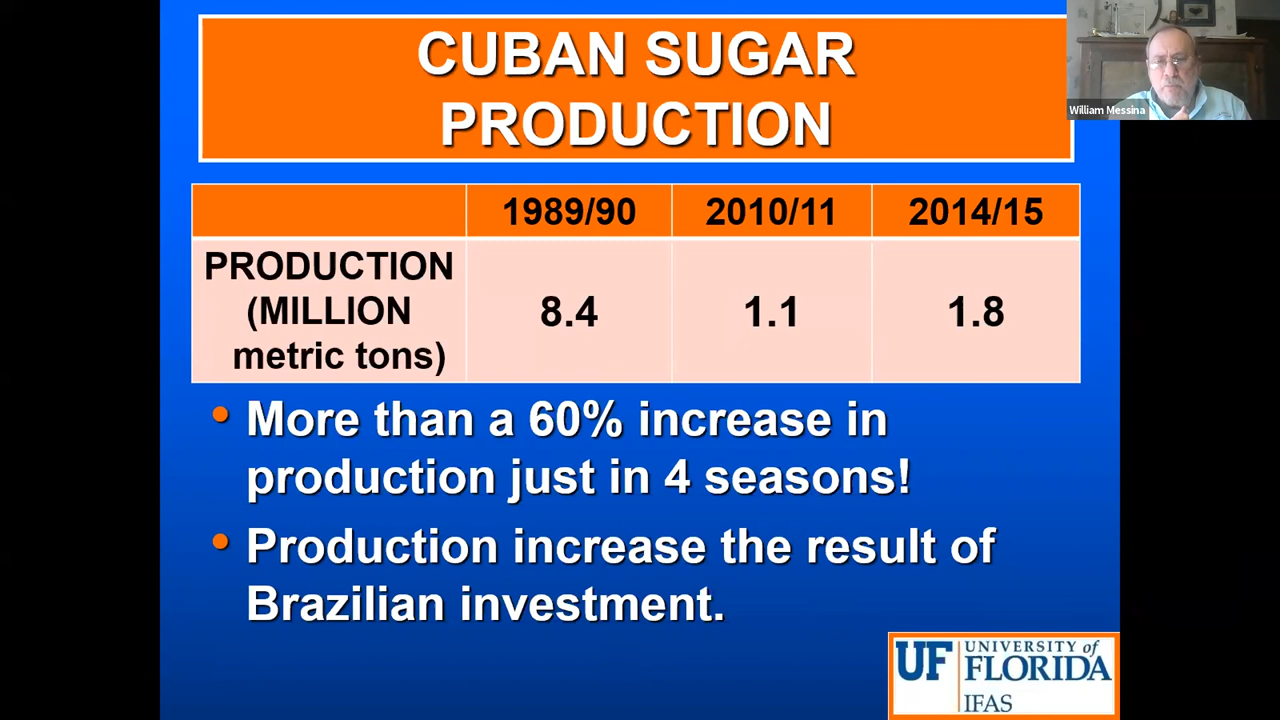 CUBAN SUGAR
PRODUCTION
William Messina
1989/90 2010/11 2014/15
PRODUCTION
(MILLION
metric tons)
8.4 1.1 1.8
• More than a 60% increase in
production just in 4 seasons!
• Production increase the result of
Brazilian investment.
UF UNIVERSITY of
FLORIDA
IFAS